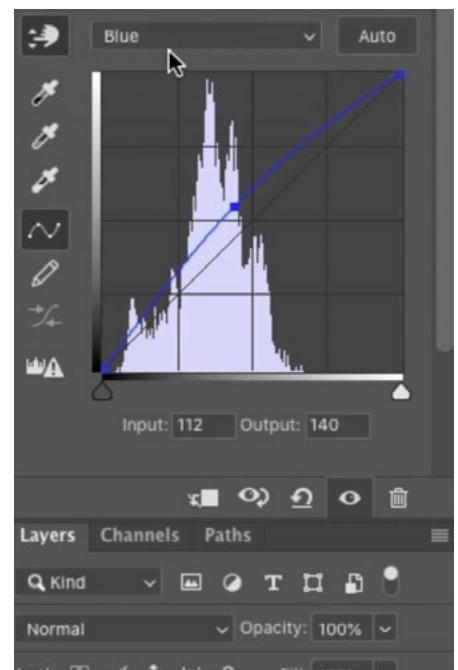 Blue Auto
Input: 112 Output: 140
Layers Channels Paths
Kind T
Normal Opacity: 100%